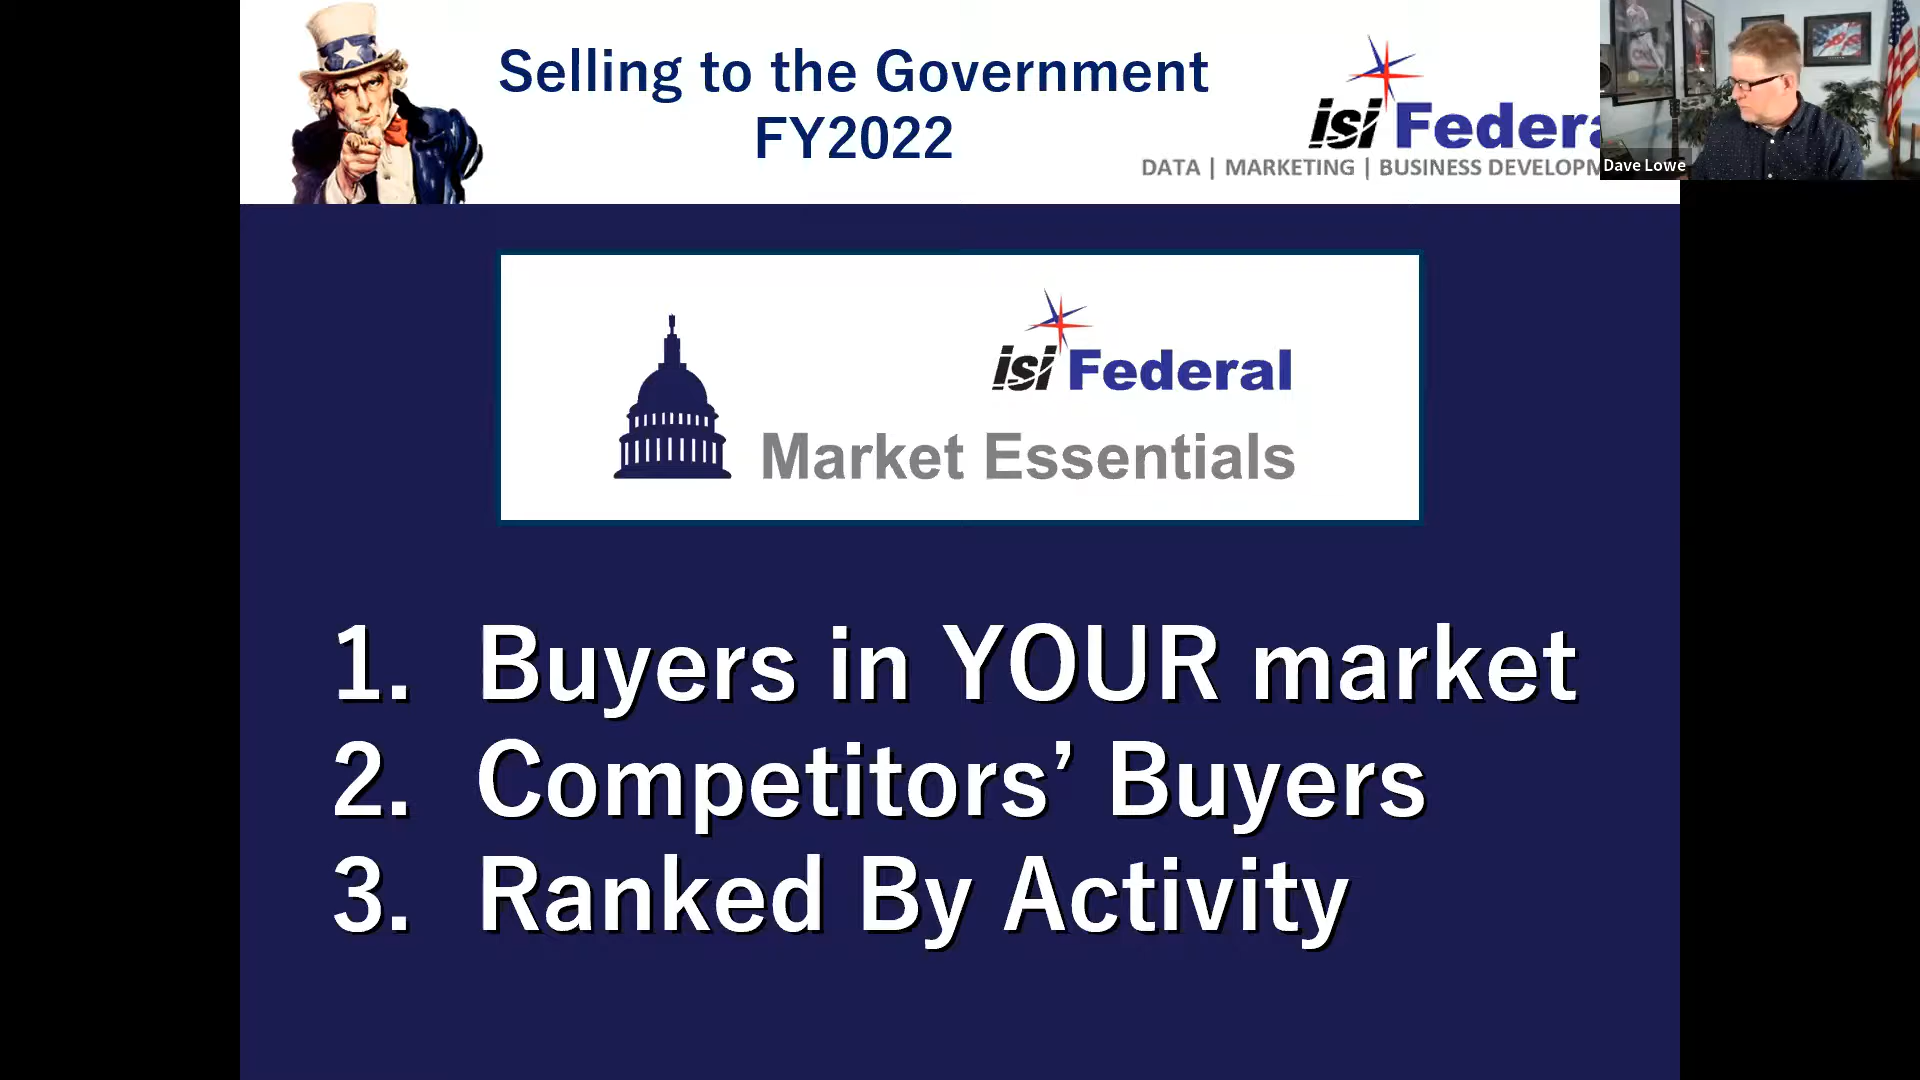 Selling to the Government
FY2022
isi Federa
DATA | MARKETING | BUSINESS DEVELOPM
Dave Lowe
isi Federal
Market Essentials
1. Buyers in YOUR market
2. Competitors’ Buyers
3. Ranked By Activity